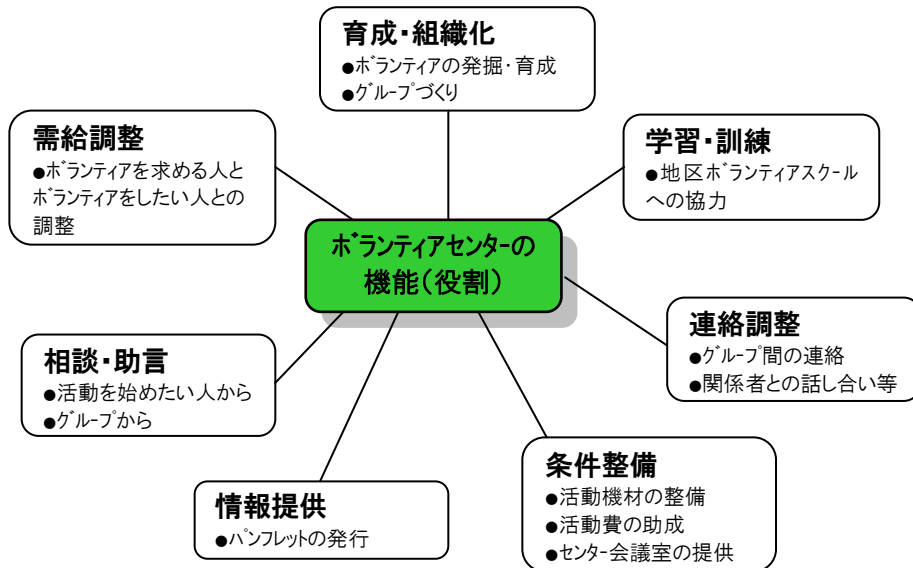 育成・組織化
●ボランティアの発掘・育成
●グループづくり
需給調整
●ボランティアを求める人と
ボランティアをしたい人との
調整
学習・訓練
●地区ボランティアスクール
への協力
ボランティアセンターの
機能(役割)
連絡調整
●グループ間の連絡
●関係者との話し合い等
相談・助言
●活動を始めたい人から
●グループから
条件整備
●活動機材の整備
●活動費の助成
●センター会議室の提供
情報提供
●パンフレットの発行